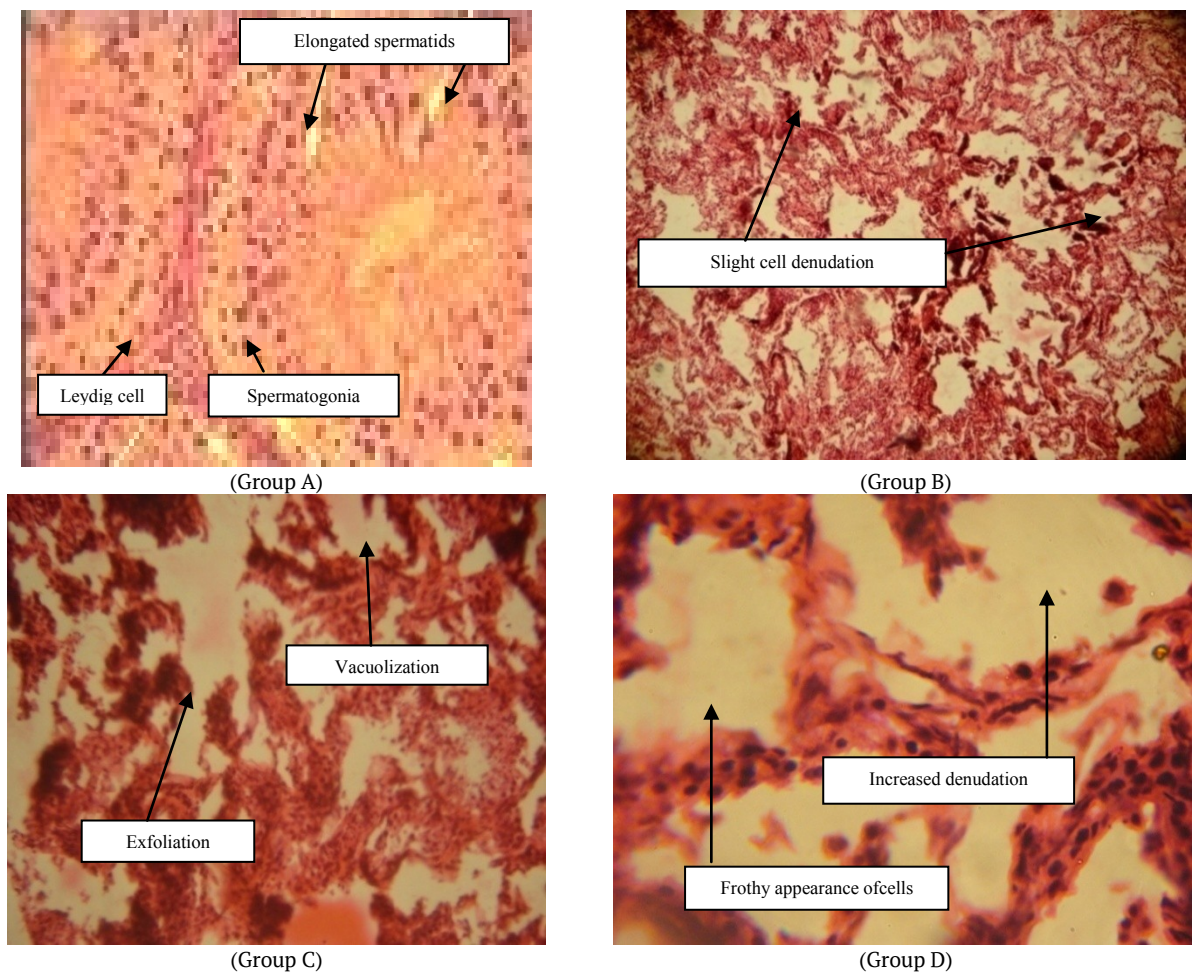 Elongated spermatids
Leydig cell
Spermatogonia
(Group A)
Slight cell denudation
(Group B)
Vacuolization
Exfoliation
(Group C)
Increased denudation
Frothy appearance ofcells
(Group D)